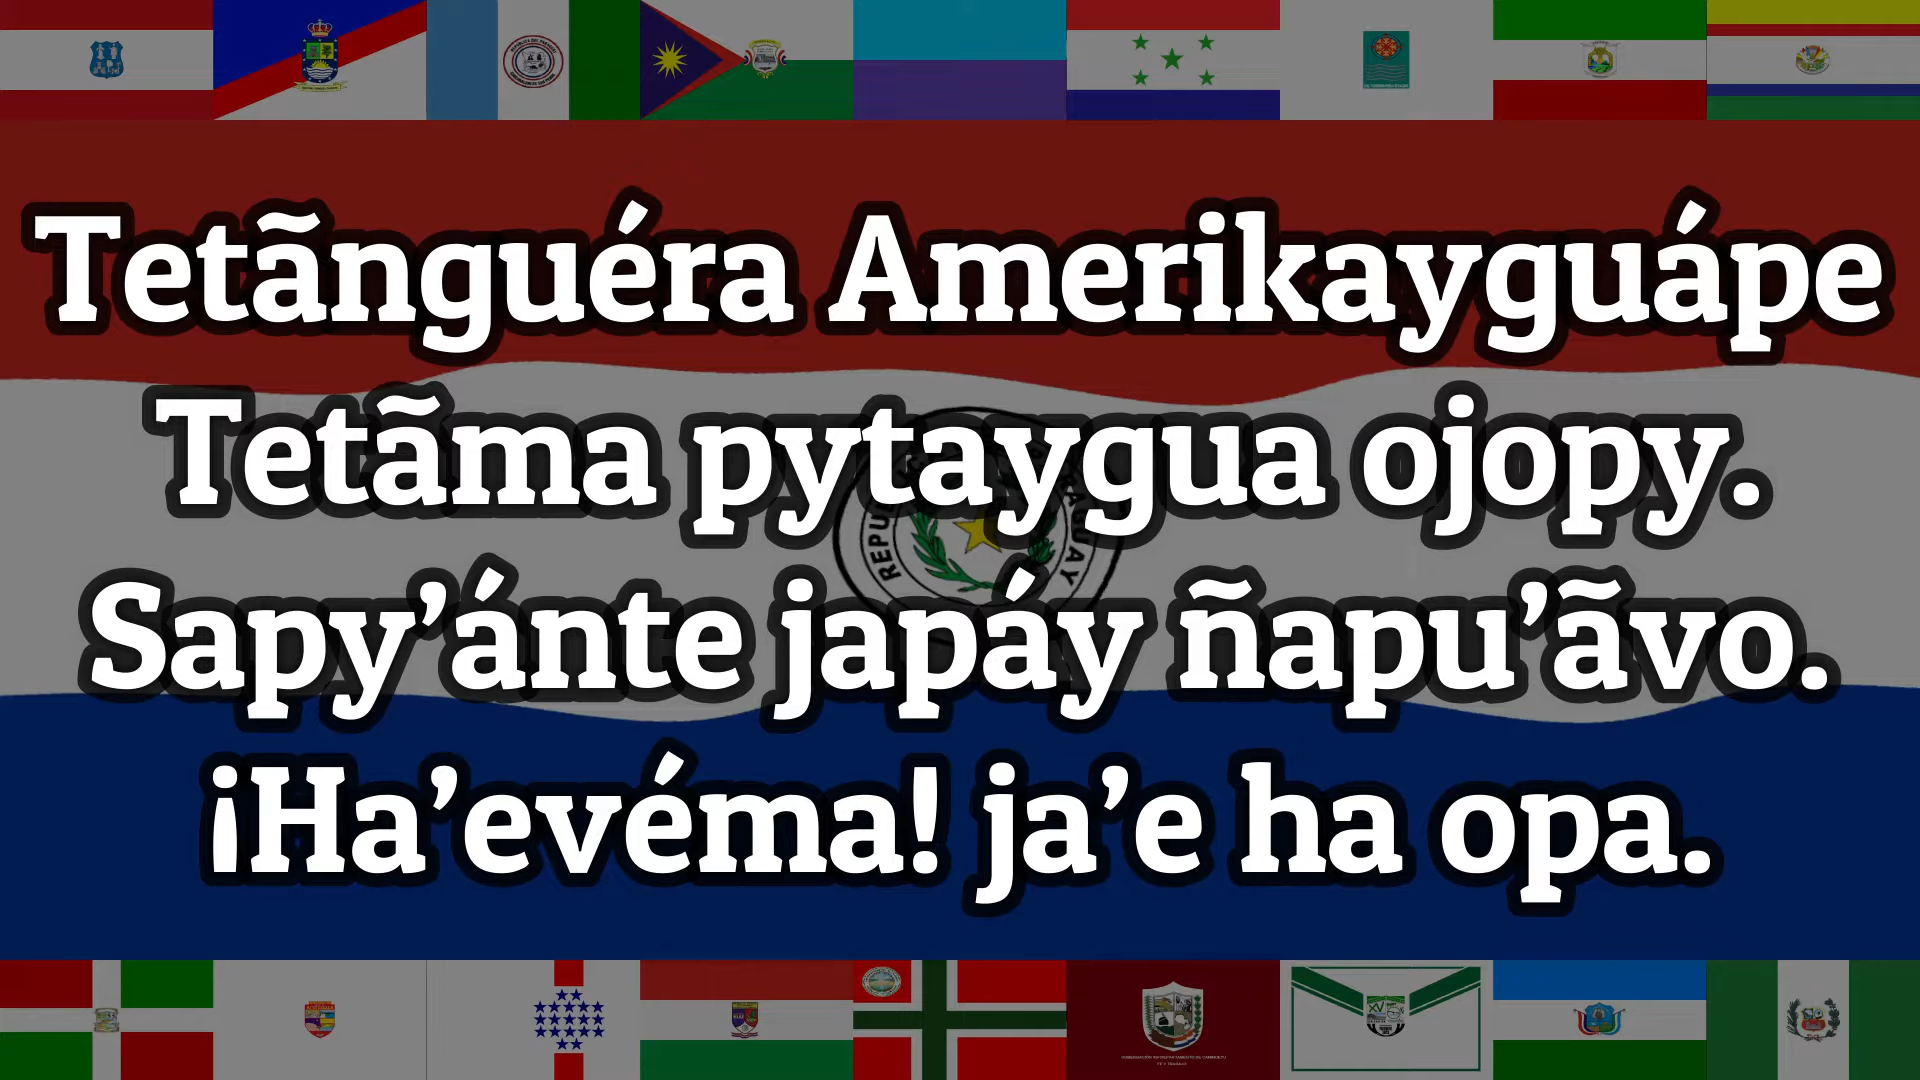 Tetãnguéra Amerikayguápe
Tetãma pytaygua ojopy.
Sapy’ánte japáy ñapu’ãvo.
¡Ha’evéma! ja’e ha opa.